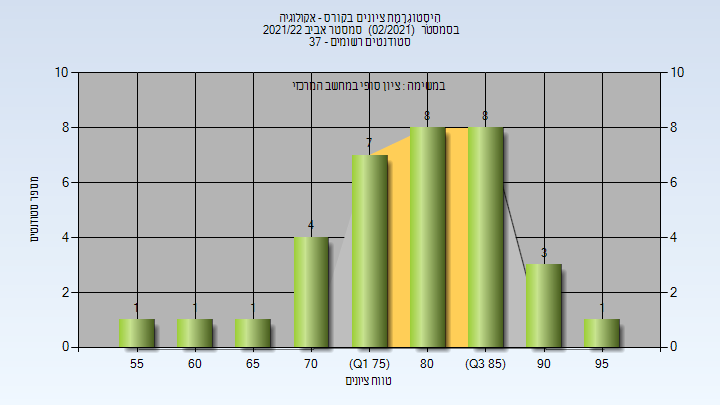 הִיסְטוֹגְרָמַת ציונים בקורס - אקולוגיה
בסמסטר (02/2021) סמסטר אביב 2021/22
סטודנטים רשומים - 37
במשימה : ציון סופי במחשב המרכזי
מספר סטודנטים
10 10
8 8
6 6
4 4
2 2
0 0
1 1 1 4 7 8 8 3 1
55 60 65 70 (Q1 75) 80 (Q3 85) 90 95
טווח ציונים